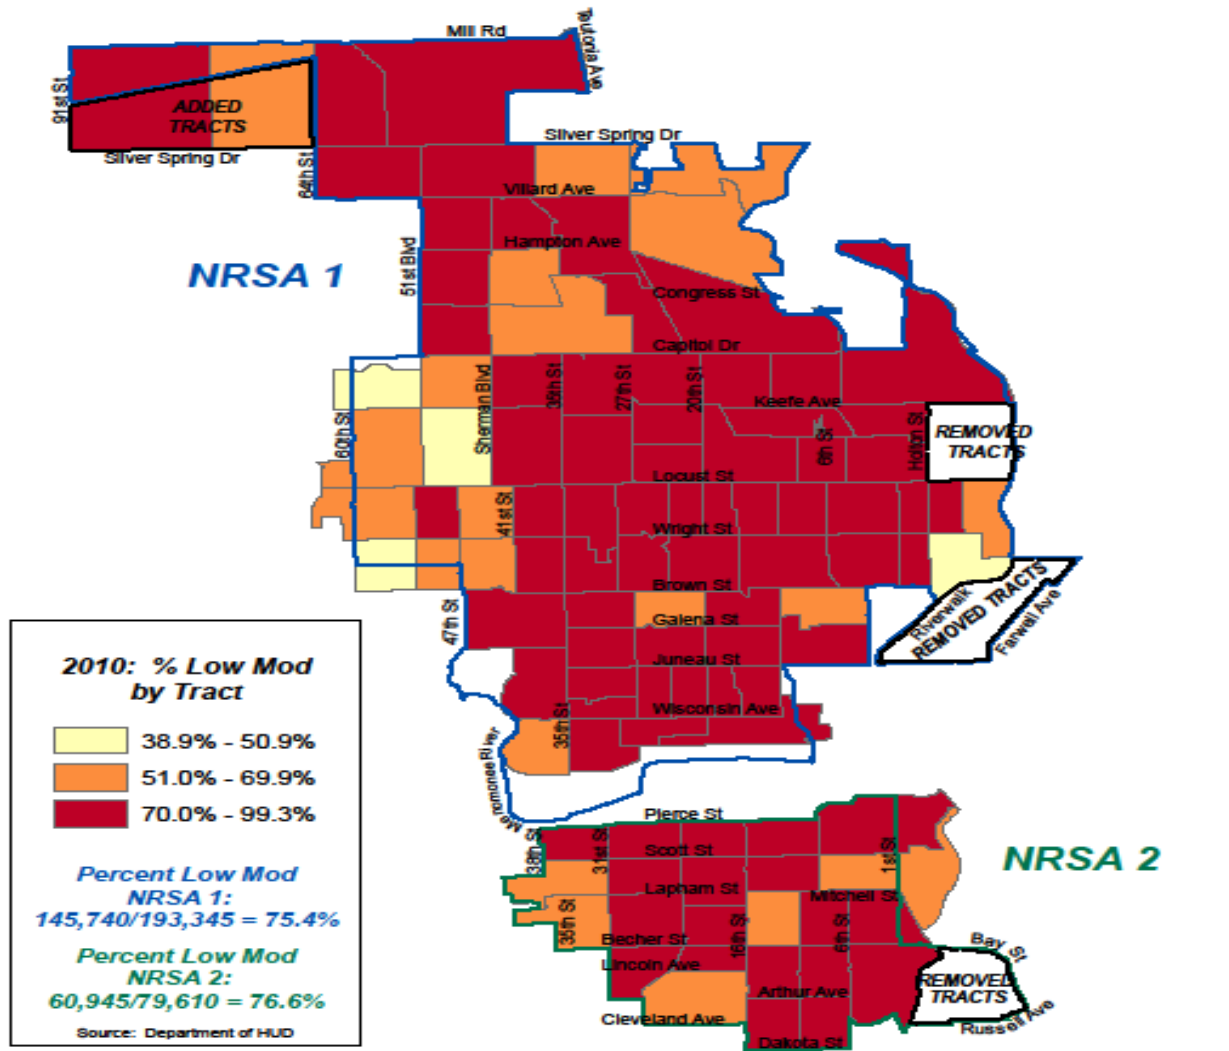 Mill Rd
Teutonia Ave
91st St
ADDED
TRACTS
Silver Spring Dr
64th St
Silver Spring Dr
Villard Ave
Hampton Ave
51st Blvd
NRSA 1
Congress St
Capitol Dr
Sherman Blvd
35th St
27th St
20th St
Keefe Ave
60th St
6th St
Holton St
REMOVED
TRACTS
Locust St
41st St
Wright St
Brown St
Riverwalk
REMOVED TRACTS
Farwell Ave
47th St
Galena St
Juneau St
Wisconsin Ave
35th St
Menomonee River
2010: % Low Mod
by Tract
38.9% - 50.9%
51.0% - 69.9%
70.0% - 99.3%
Percent Low Mod
NRSA 1:
145,740/193,345 = 75.4%
Percent Low Mod
NRSA 2:
60,945/79,610 = 76.6%
Source: Department of HUD
Pierce St
38th St
31st St
Scott St
1st St
NRSA 2
Lapham St
Mitchell St
35th St
16th St
6th St
Becher St
Bay St
Lincoln Ave
REMOVED
TRACTS
Arthur Ave
Cleveland Ave
Russell Ave
Dakota St